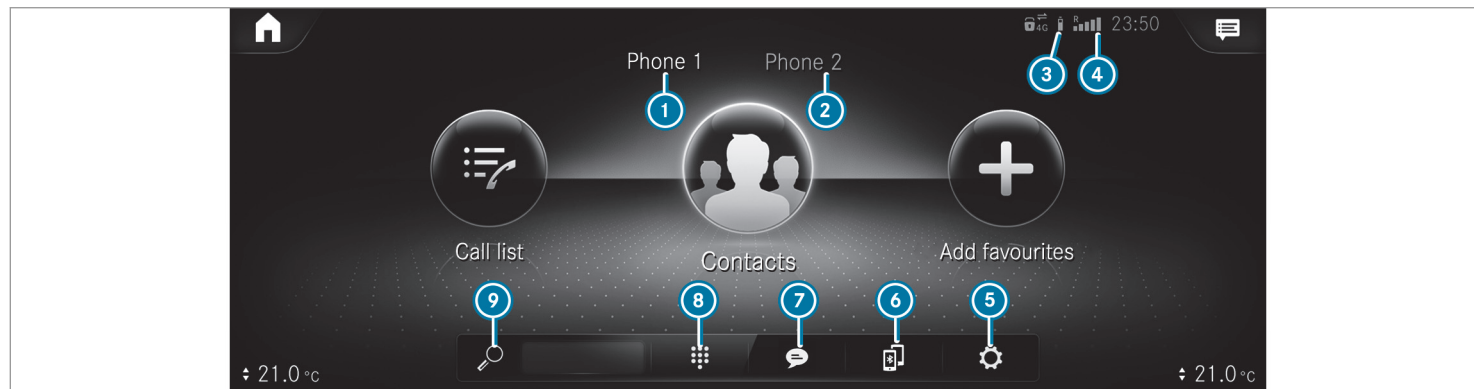 4G R 23:50
Phone 1 Phone 2
3 4
1 2
Call list Contacts Add favourites
9 8 7 6 5
21.0 °C 21.0 °C